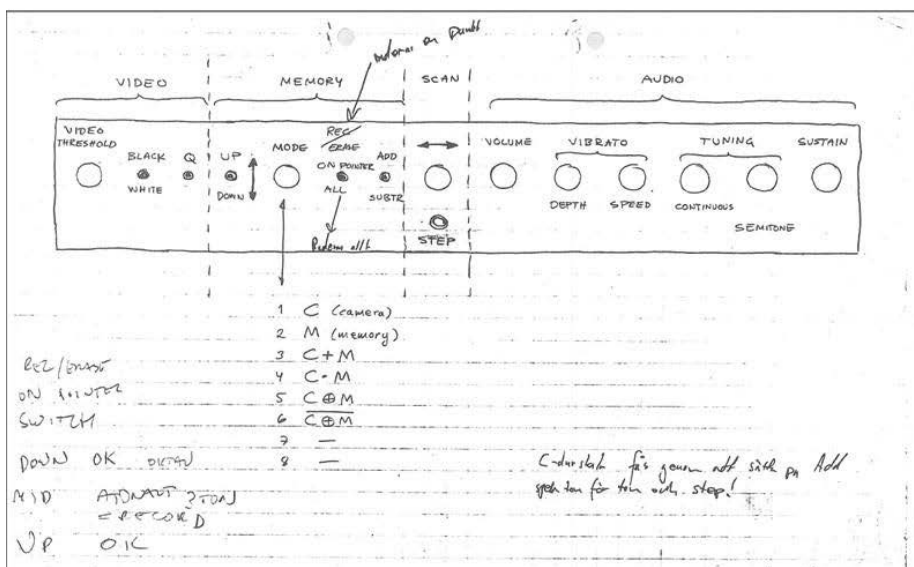 VIDEO MEMORY SCAN AUDIO
VIDEO THRESHOLD
BLACK
WHITE
Q
UP
DOWN
MODE
REC/ERASE
ON POINTER
ALL
ADD
SUBTR
STEP
VOLUME
VIBRATO
DEPTH SPEED
TUNING
CONTINUOUS
SEMITONE
SUSTAIN
1 C (camera)
2 M (memory)
3 C+M
4 C·M
5 C⊕M
6 C̅⊕̅M̅
7 —
8 —
REC/ERASE
ON POINTER
SWITCH
DOWN OK
MID
= RECORD
UP OK
C-durskala fås genom att sätta på Add
ton för ton och step!